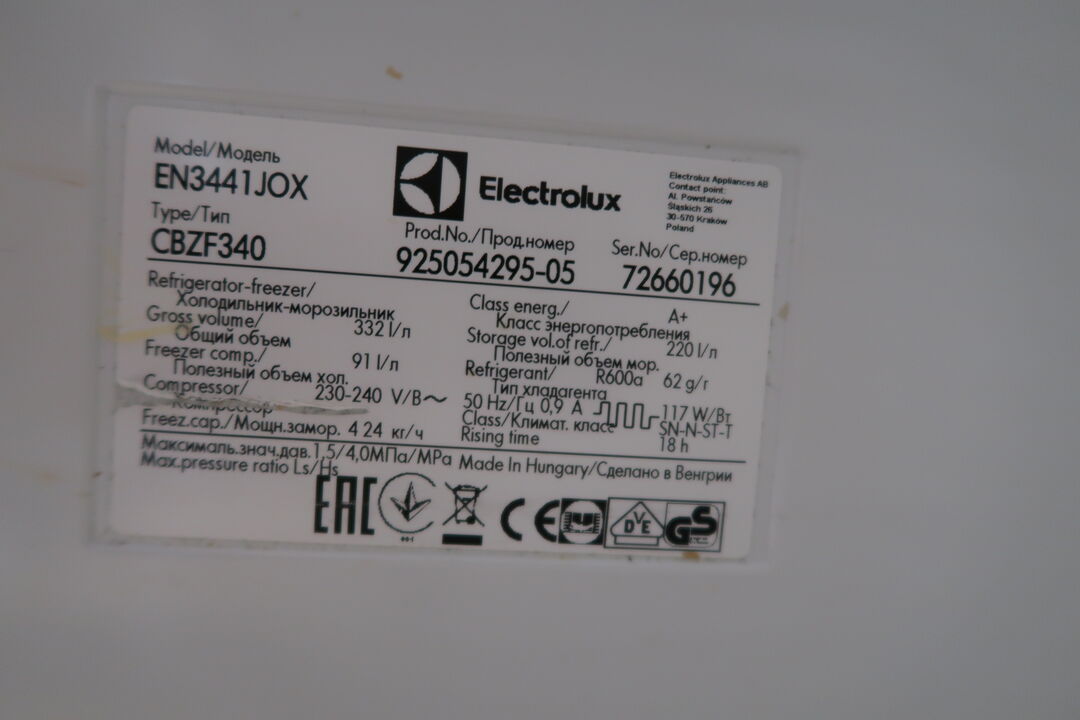 Model/Модель
EN3441JOX
Type/Тип
CBZF340
Electrolux
Electrolux Appliances AB
Contact point:
Al. Powstańców
Śląskich 26
30-570 Kraków
Poland
Prod.No./Прод.номер
925054295-05
Ser.No/Сер.номер
72660196
Refrigerator-freezer/
Холодильник-морозильник
Gross volume/ 332 l/л
Общий объем
Freezer comp./ 91 l/л
Полезный объем хол.
Compressor/ 230-240 V/В~
Компрессор
Freez.cap./Мощн.замор. 4 24 кг/ч
Class energ./ A+
Класс энергопотребления
Storage vol.of refr./ 220 l/л
Полезный объем мор.
Refrigerant/ R600a 62 g/г
Тип хладагента
50 Hz/Гц 0,9 A 117 W/Вт
Class/Климат. класс SN-N-ST-T
Rising time 18 h
Максималь.знач.дав. 1,5/4,0МПа/MPa Made In Hungary/Сделано в Венгрии
Max.pressure ratio Ls/Hs
EAC
CE
DVE
GS